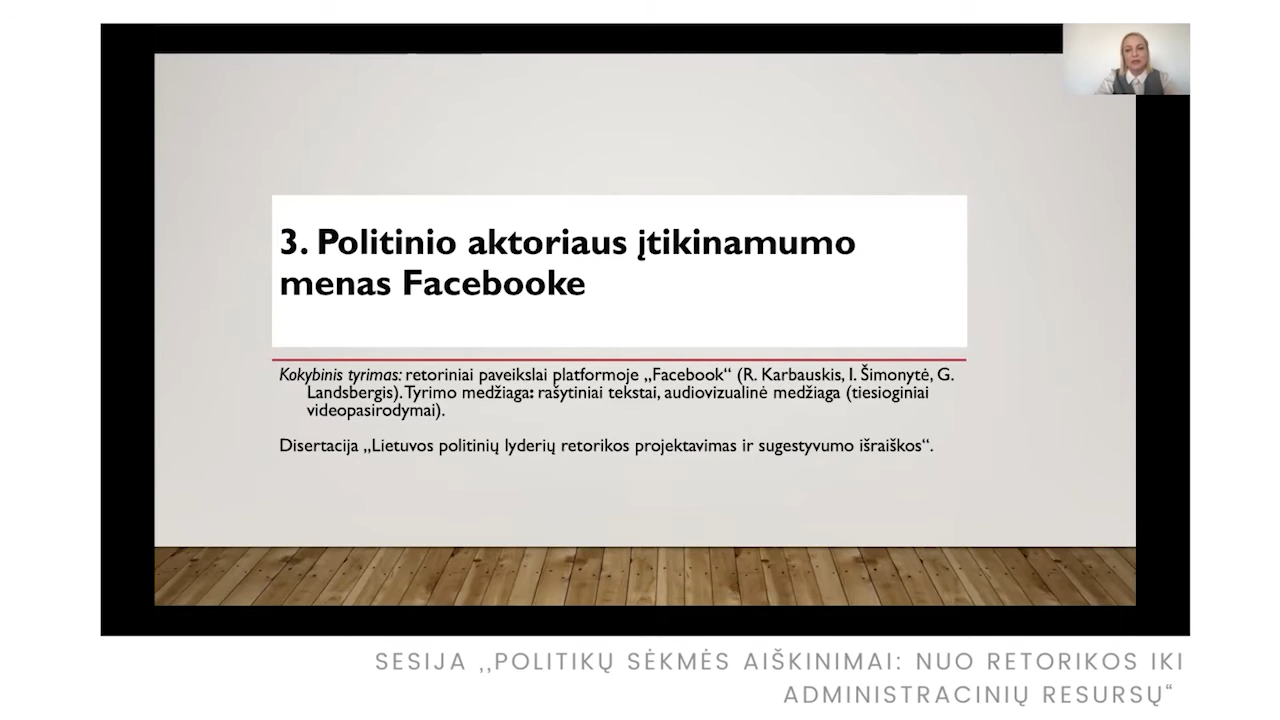 3. Politinio aktoriaus įtikinamumo
menas Facebooke
Kokybinis tyrimas: retoriniai paveikslai platformoje „Facebook“ (R. Karbauskis, I. Šimonytė, G.
Landsbergis). Tyrimo medžiaga: rašytiniai tekstai, audiovizualinė medžiaga (tiesioginiai
videopasirodymai).
Disertacija „Lietuvos politinių lyderių retorikos projektavimas ir sugestyvumo išraiškos“.
SESIJA ,,POLITIKŲ SĖKMĖS AIŠKINIMAI: NUO RETORIKOS IKI
ADMINISTRACINIŲ RESURSŲ“